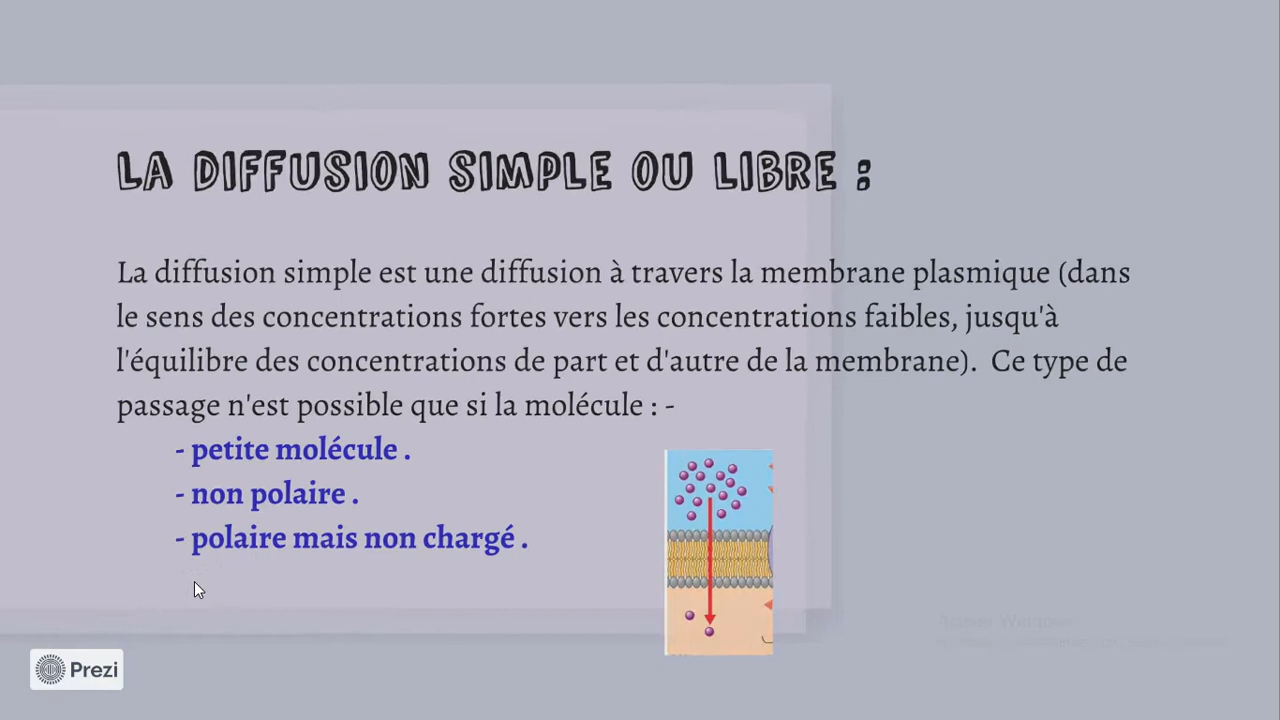 LA DIFFUSION SIMPLE OU LIBRE :
La diffusion simple est une diffusion à travers la membrane plasmique (dans
le sens des concentrations fortes vers les concentrations faibles, jusqu'à
l'équilibre des concentrations de part et d'autre de la membrane). Ce type de
passage n'est possible que si la molécule : -
- petite molécule .
- non polaire .
- polaire mais non chargé .
Prezi